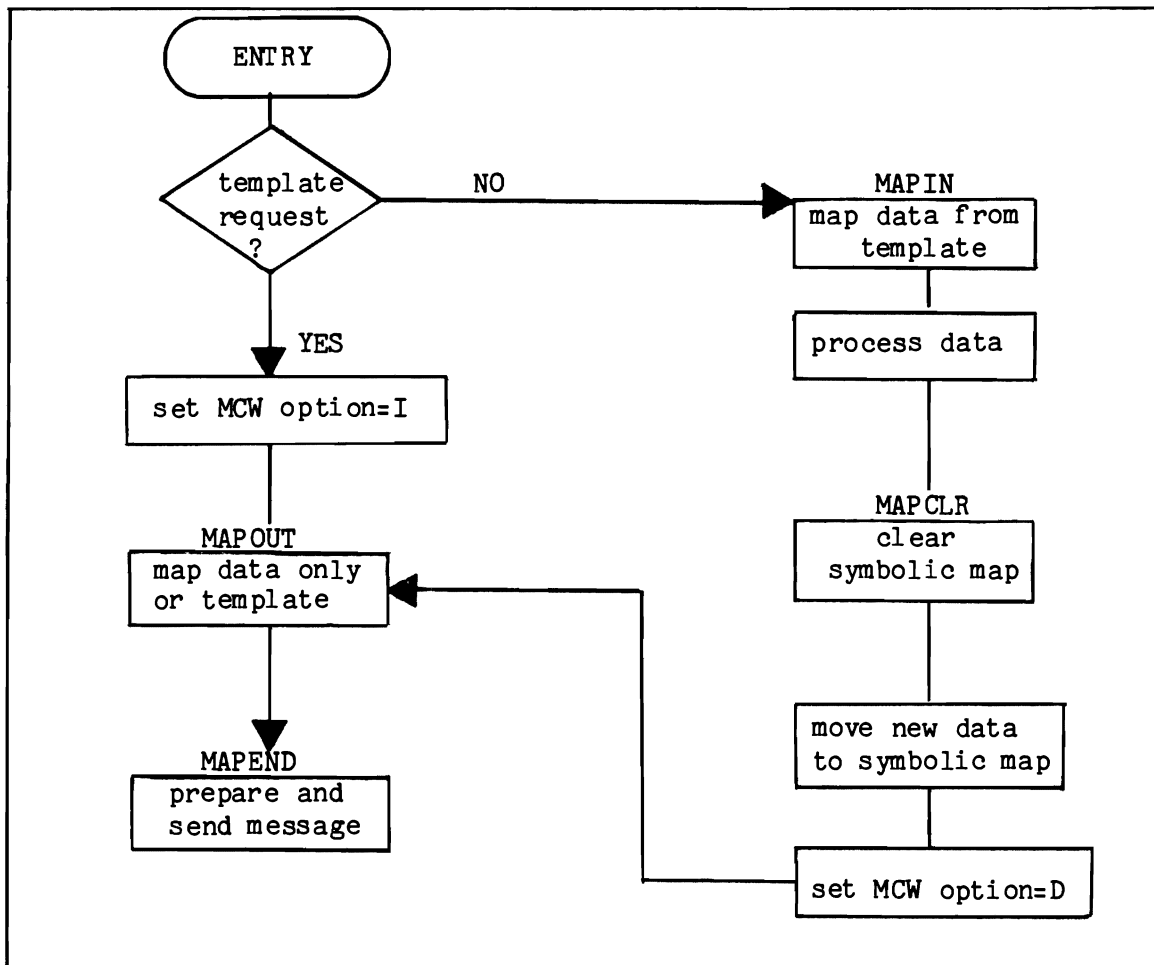 ENTRY
template
request
?
NO
YES
set MCW option=I
MAPOUT
map data only
or template
MAPEND
prepare and
send message
MAPIN
map data from
template
process data
MAPCLR
clear
symbolic map
move new data
to symbolic map
set MCW option=D